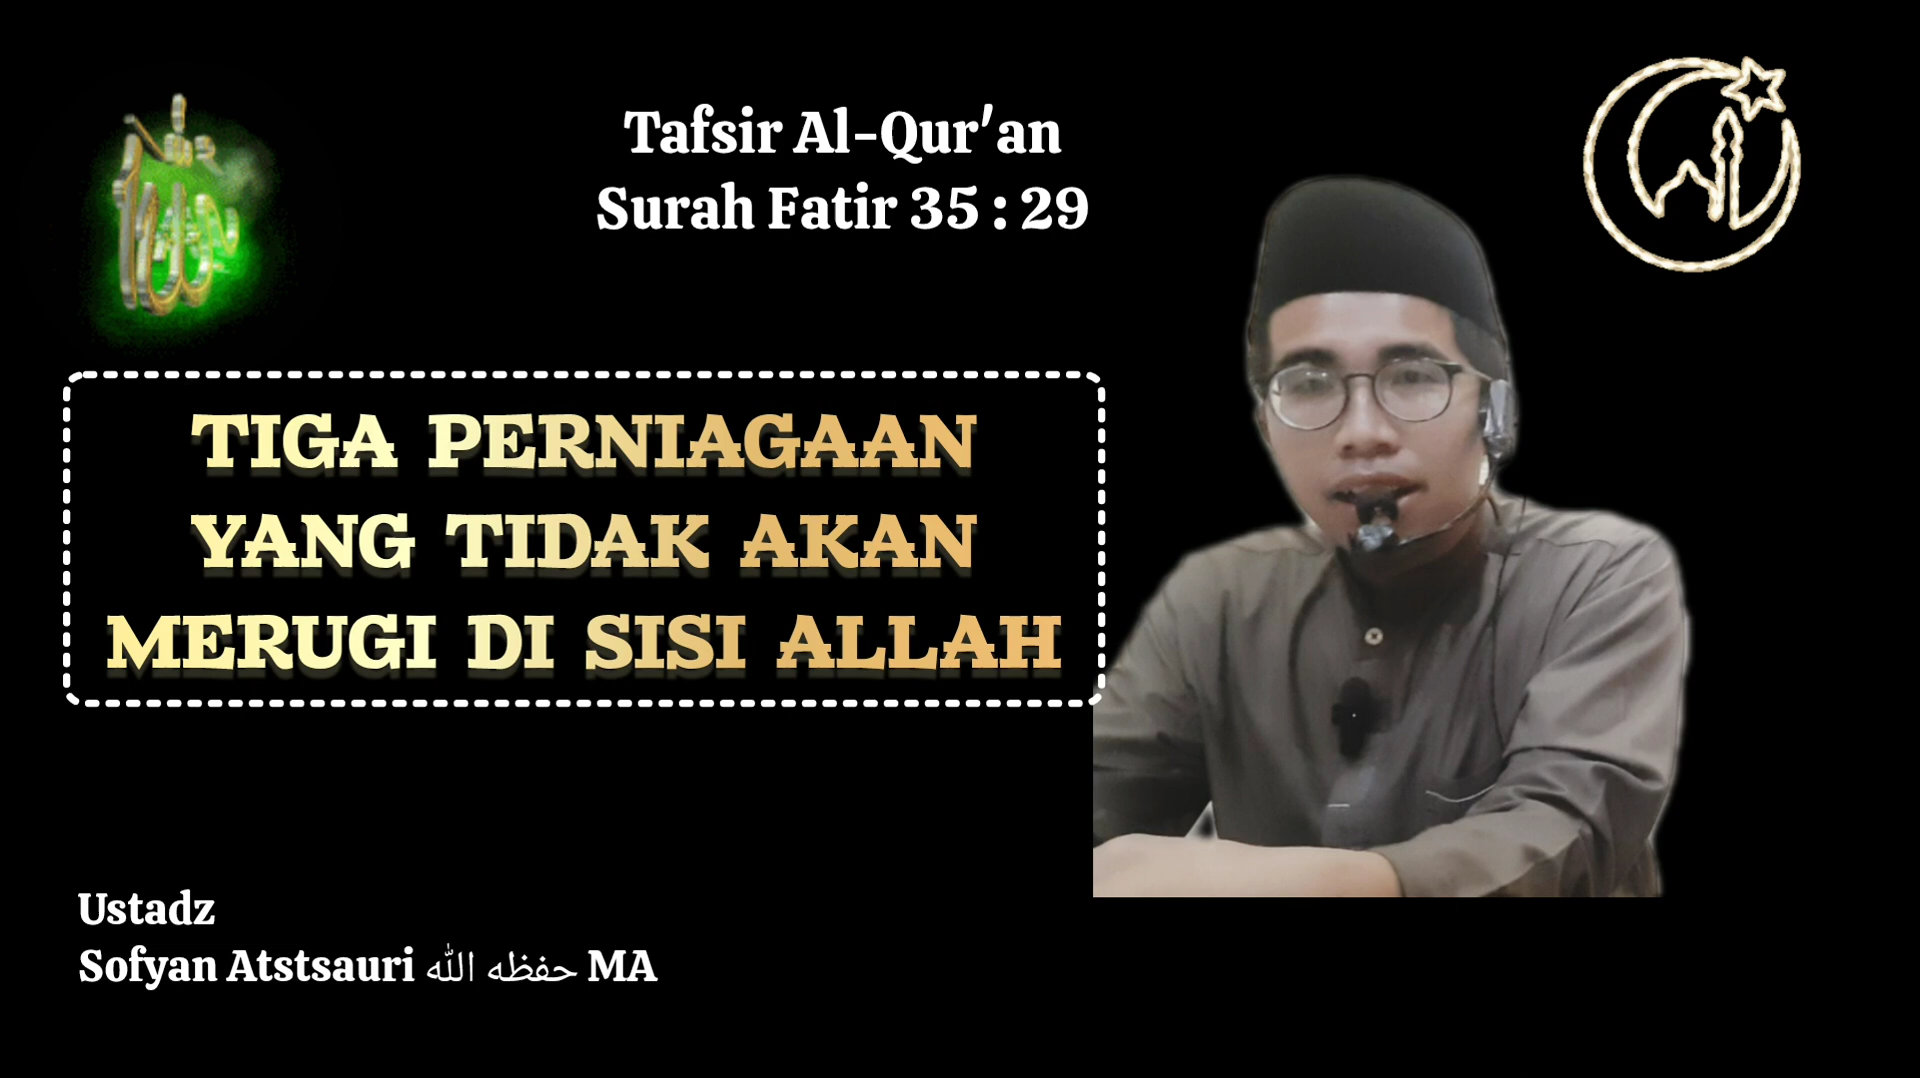 Tafsir Al-Qur'an
Surah Fatir 35 : 29
TIGA PERNIAGAAN
YANG TIDAK AKAN
MERUGI DI SISI ALLAH
Ustadz
Sofyan Atstsauri حفظه الله MA